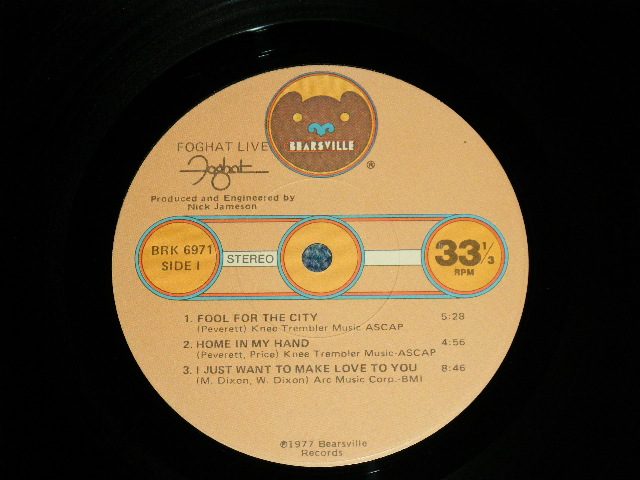 BEARSVILLE
®
FOGHAT LIVE
Foghat
Produced and Engineered by
Nick Jameson
BRK 6971
SIDE I
STEREO
33 1/3
RPM
1. FOOL FOR THE CITY 5:28
(Peverett) Knee Trembler Music ASCAP
2. HOME IN MY HAND 4:56
(Peverett, Price) Knee Trembler Music-ASCAP
3. I JUST WANT TO MAKE LOVE TO YOU 8:46
(M. Dixon, W. Dixon) Arc Music Corp.-BMI
℗1977 Bearsville
Records